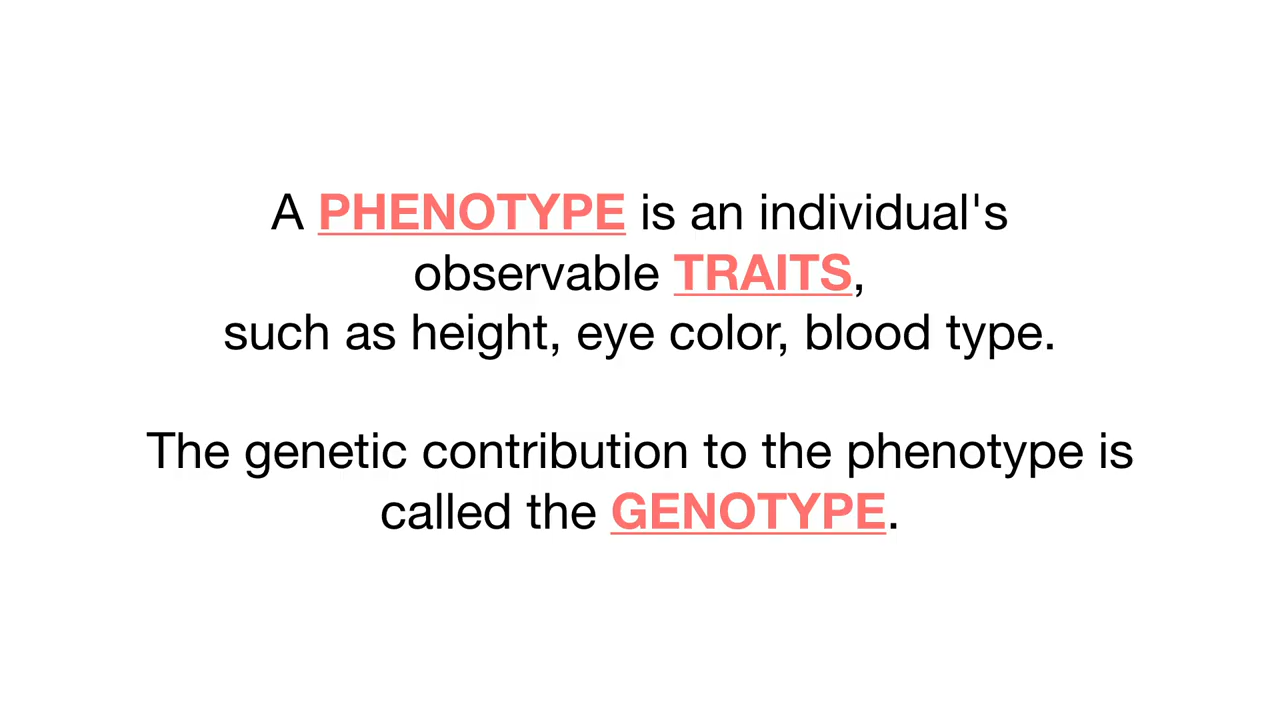 A PHENOTYPE is an individual's
observable TRAITS,
such as height, eye color, blood type.
The genetic contribution to the phenotype is
called the GENOTYPE.